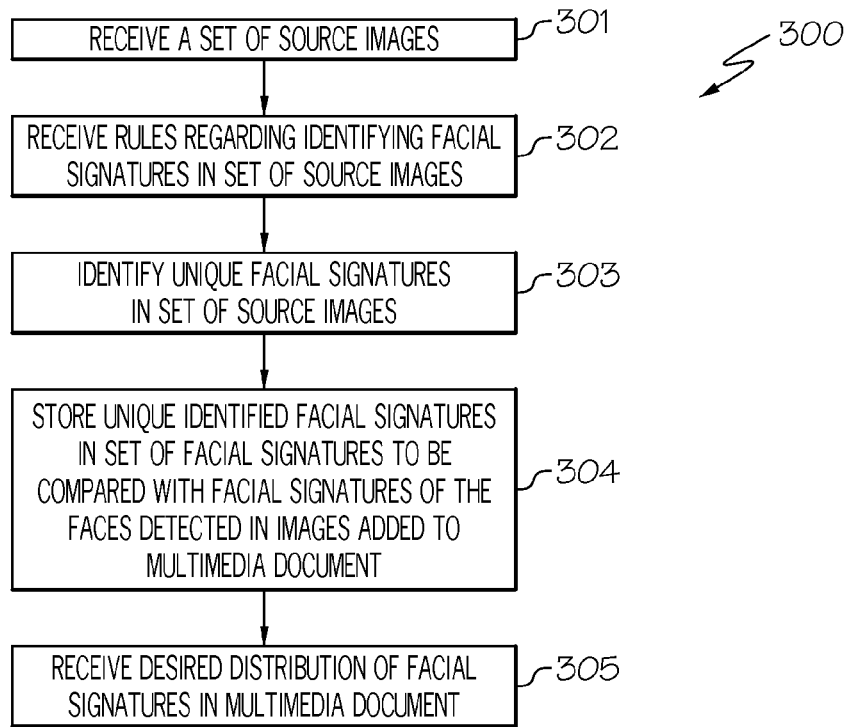 RECEIVE A SET OF SOURCE IMAGES
301
300
RECEIVE RULES REGARDING IDENTIFYING FACIAL
SIGNATURES IN SET OF SOURCE IMAGES
302
IDENTIFY UNIQUE FACIAL SIGNATURES
IN SET OF SOURCE IMAGES
303
STORE UNIQUE IDENTIFIED FACIAL SIGNATURES
IN SET OF FACIAL SIGNATURES TO BE
COMPARED WITH FACIAL SIGNATURES OF THE
FACES DETECTED IN IMAGES ADDED TO
MULTIMEDIA DOCUMENT
304
RECEIVE DESIRED DISTRIBUTION OF FACIAL
SIGNATURES IN MULTIMEDIA DOCUMENT
305